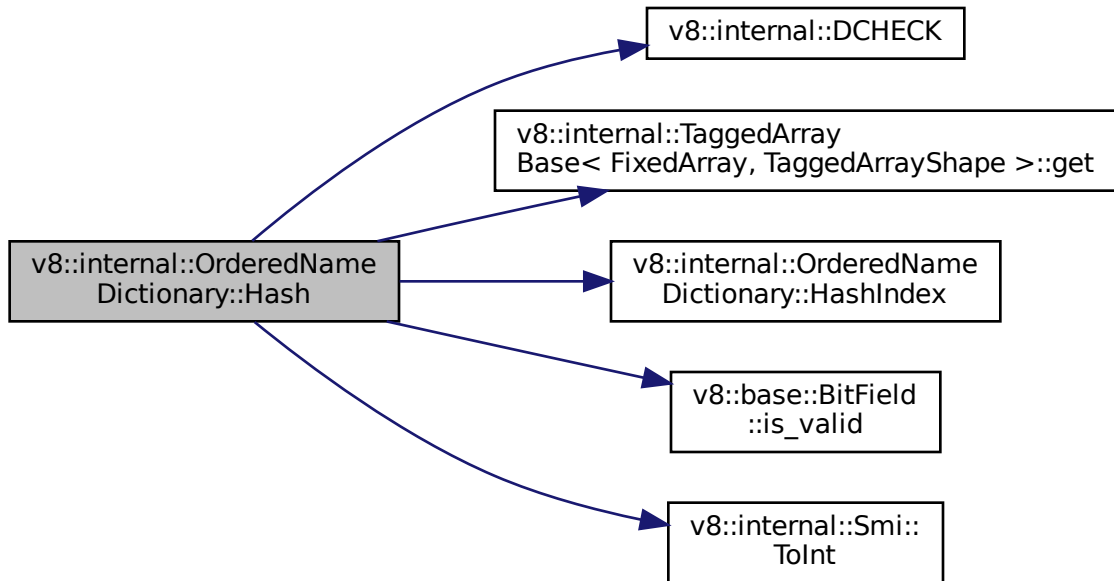 v8::internal::DCHECK
v8::internal::TaggedArray
Base< FixedArray, TaggedArrayShape >::get
v8::internal::OrderedName
Dictionary::Hash
v8::internal::OrderedName
Dictionary::HashIndex
v8::base::BitField
::is_valid
v8::internal::Smi::
ToInt